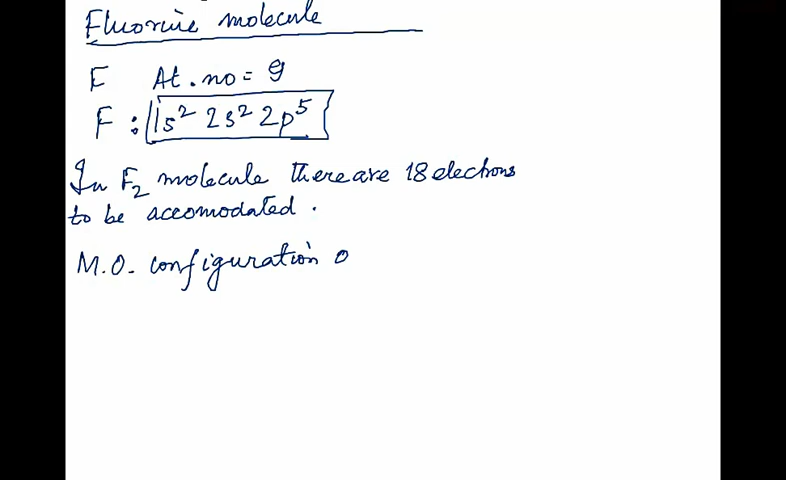 Fluorine molecule
F At. no = 9
F : 1s² 2s² 2p⁵
In F₂ molecule there are 18 electrons
to be accomodated .
M.O. configuration o